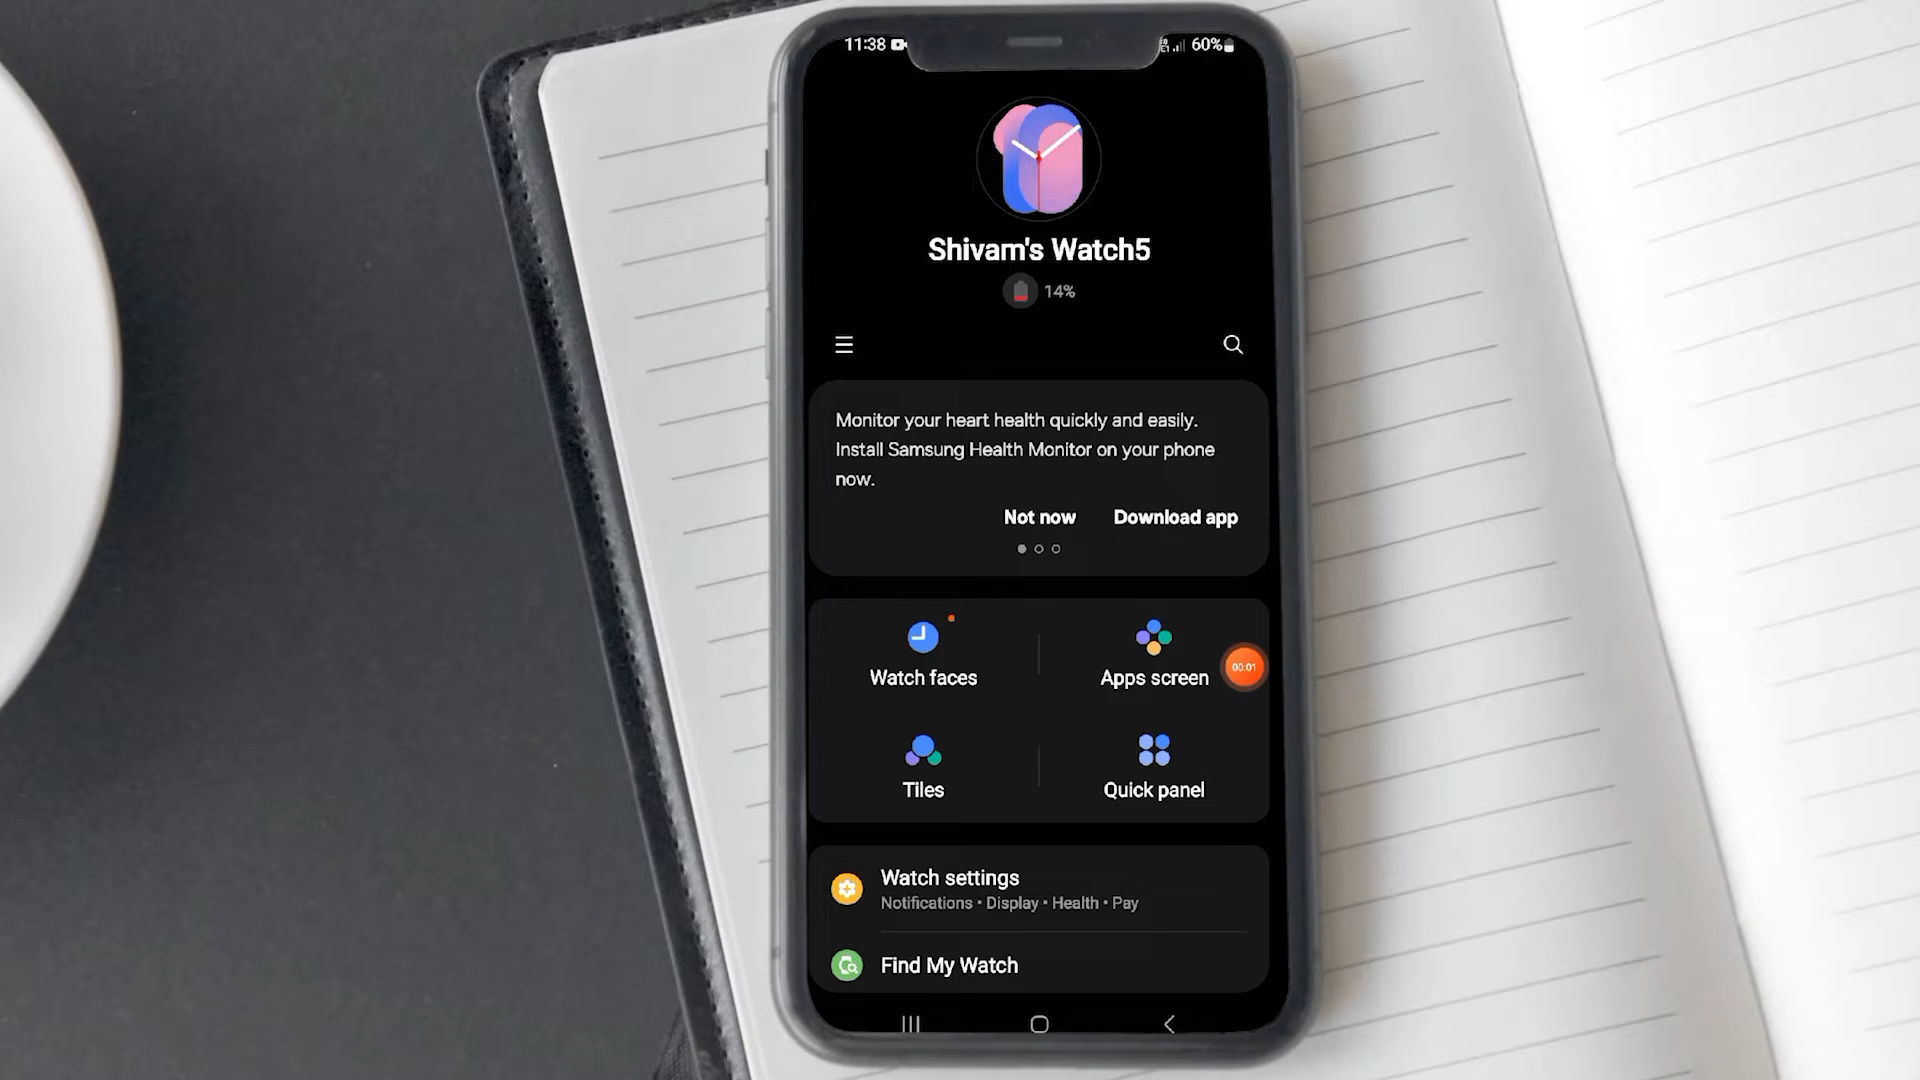 11:38
60%
Shivam's Watch5
14%
Monitor your heart health quickly and easily.
Install Samsung Health Monitor on your phone
now.
Not now Download app
Watch faces Apps screen
00:01
Tiles Quick panel
Watch settings
Notifications • Display • Health • Pay
Find My Watch